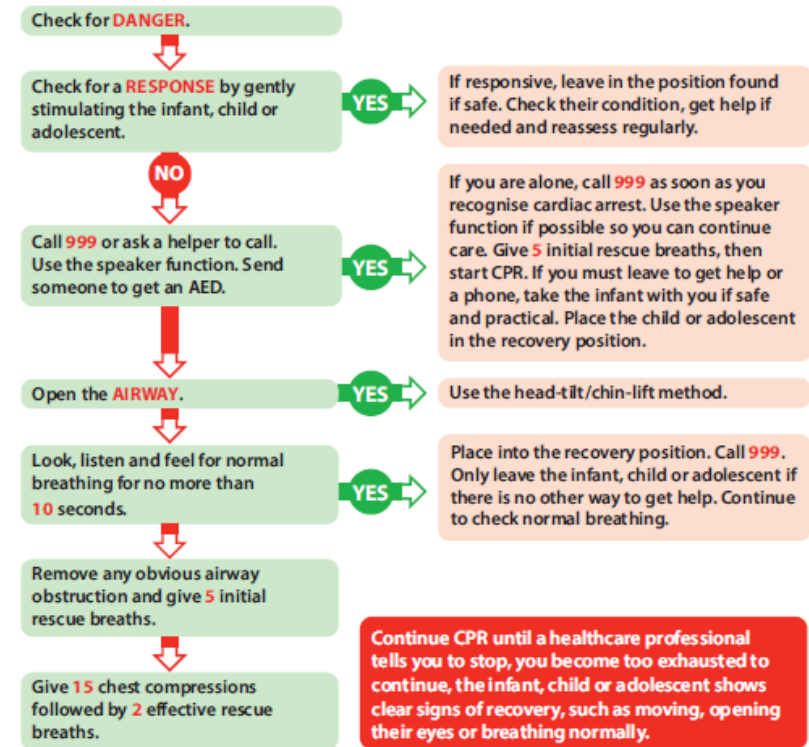 Check for DANGER.
Check for a RESPONSE by gently
stimulating the infant, child or
adolescent.
YES
If responsive, leave in the position found
if safe. Check their condition, get help if
needed and reassess regularly.
NO
Call 999 or ask a helper to call.
Use the speaker function. Send
someone to get an AED.
YES
If you are alone, call 999 as soon as you
recognise cardiac arrest. Use the speaker
function if possible so you can continue
care. Give 5 initial rescue breaths, then
start CPR. If you must leave to get help or
a phone, take the infant with you if safe
and practical. Place the child or adolescent
in the recovery position.
Open the AIRWAY.
YES
Use the head-tilt/chin-lift method.
Look, listen and feel for normal
breathing for no more than
10 seconds.
YES
Place into the recovery position. Call 999.
Only leave the infant, child or adolescent if
there is no other way to get help. Continue
to check normal breathing.
Remove any obvious airway
obstruction and give 5 initial
rescue breaths.
Give 15 chest compressions
followed by 2 effective rescue
breaths.
Continue CPR until a healthcare professional
tells you to stop, you become too exhausted to
continue, the infant, child or adolescent shows
clear signs of recovery, such as moving, opening
their eyes or breathing normally.